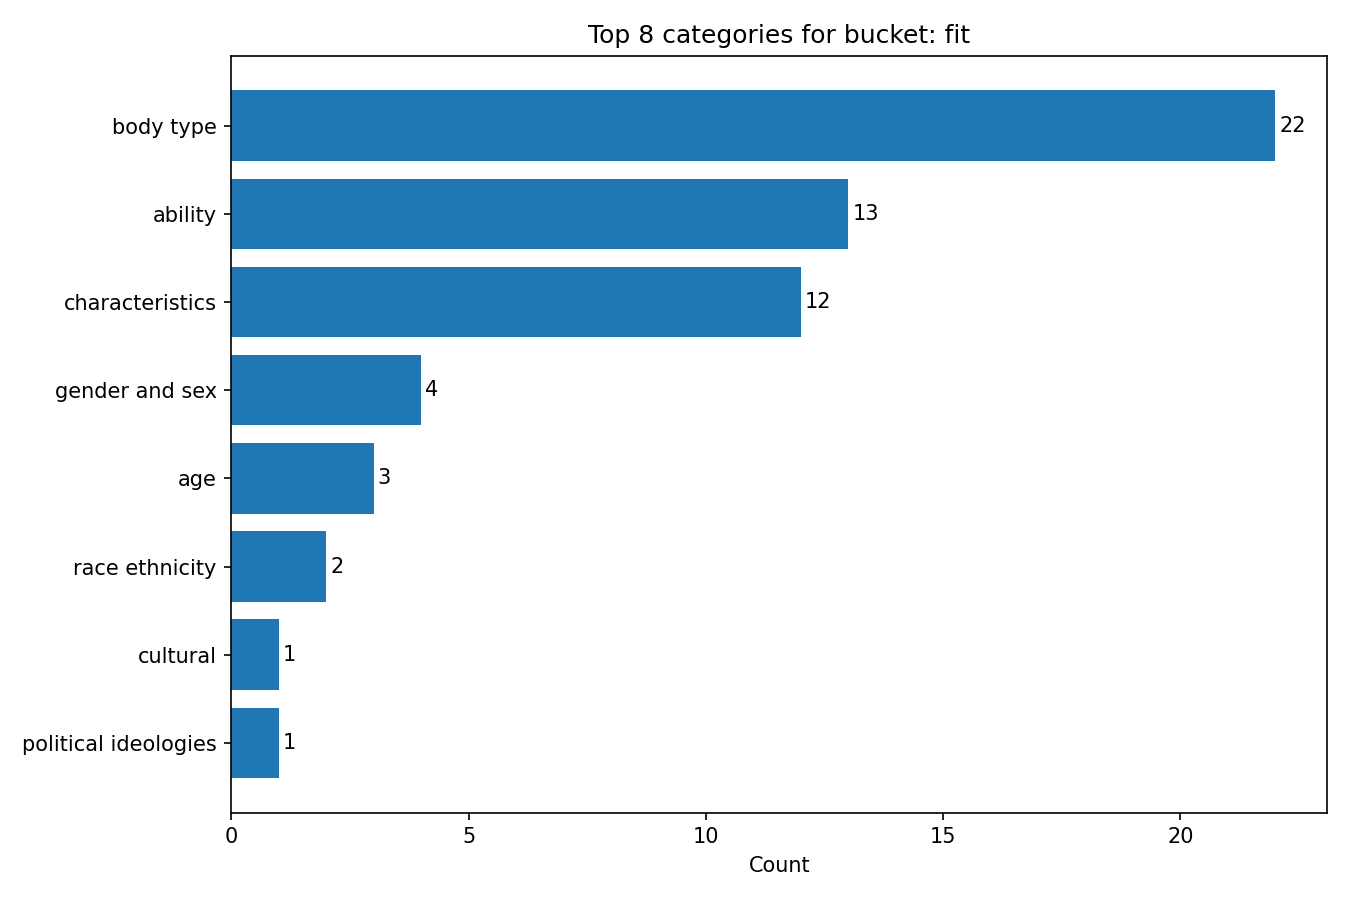 Top 8 categories for bucket: fit
body type
22
ability
13
characteristics
12
gender and sex
4
age
3
race ethnicity
2
cultural
1
political ideologies
1
0 5 10 15 20
Count